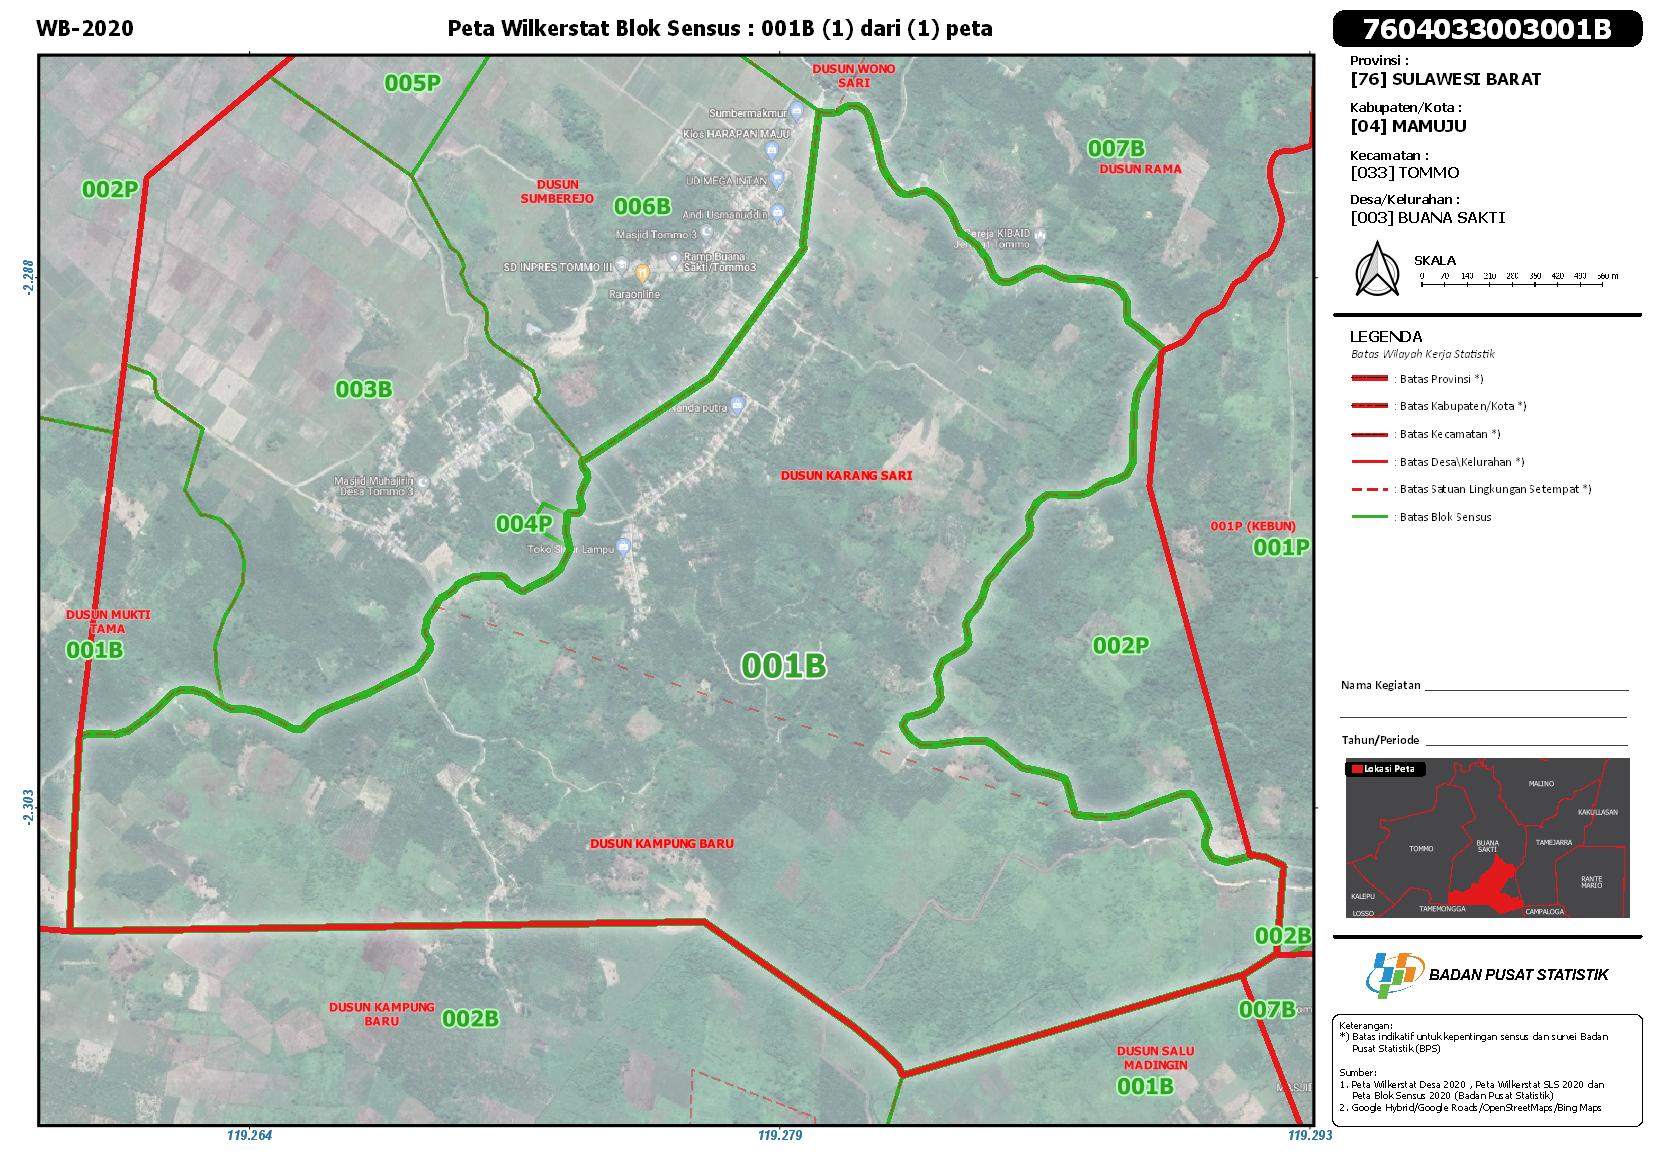 WB-2020
Peta Wilkerstat Blok Sensus : 001B (1) dari (1) peta
7604033003001B
Provinsi :
[76] SULAWESI BARAT
Kabupaten/Kota :
[04] MAMUJU
Kecamatan :
[033] TOMMO
Desa/Kelurahan :
[003] BUANA SAKTI
SKALA
0 70 140 210 280 350 420 490 560 m
LEGENDA
Batas Wilayah Kerja Statistik
: Batas Provinsi *)
: Batas Kabupaten/Kota *)
: Batas Kecamatan *)
: Batas Desa\Kelurahan *)
: Batas Satuan Lingkungan Setempat *)
: Batas Blok Sensus
Nama Kegiatan
Tahun/Periode
Lokasi Peta
MALINO
KAKULLASAN
TOMMO
BUANA
SAKTI
TAMEJARRA
RANTE
MARIO
KALEPU
LOSSO
TAMEMONGGA
CAMPALOGA
BADAN PUSAT STATISTIK
Keterangan:
*) Batas indikatif untuk kepentingan sensus dan survei Badan
Pusat Statistik (BPS)
Sumber:
1. Peta Wilkerstat Desa 2020 , Peta Wilkerstat SLS 2020 dan
Peta Blok Sensus 2020 (Badan Pusat Statistik)
2. Google Hybrid/Google Roads/OpenStreetMaps/Bing Maps
005P
DUSUN WONO
SARI
Sumbermakmur
Kios HARAPAN MAJU
007B
DUSUN RAMA
002P
DUSUN
SUMBEREJO
UD MEGA INTAN
006B
Andi Usmanuddin
Masjid Tommo 3
Gereja KIBAID
Jemaat Tommo
SD INPRES TOMMO III
Ramp Buana
Sakti/Tommo3
Raraonline
-2.288
003B
Nanda putra
DUSUN KARANG SARI
Masjid Muhajirin
Desa Tommo 3
004P
001P (KEBUN)
001P
Toko Sinar Lampu
DUSUN MUKTI
TAMA
001B
002P
001B
-2.303
DUSUN KAMPUNG BARU
002B
DUSUN KAMPUNG
BARU
002B
007B
DUSUN SALU
MADINGIN
001B
MASJID
119.264
119.279
119.293